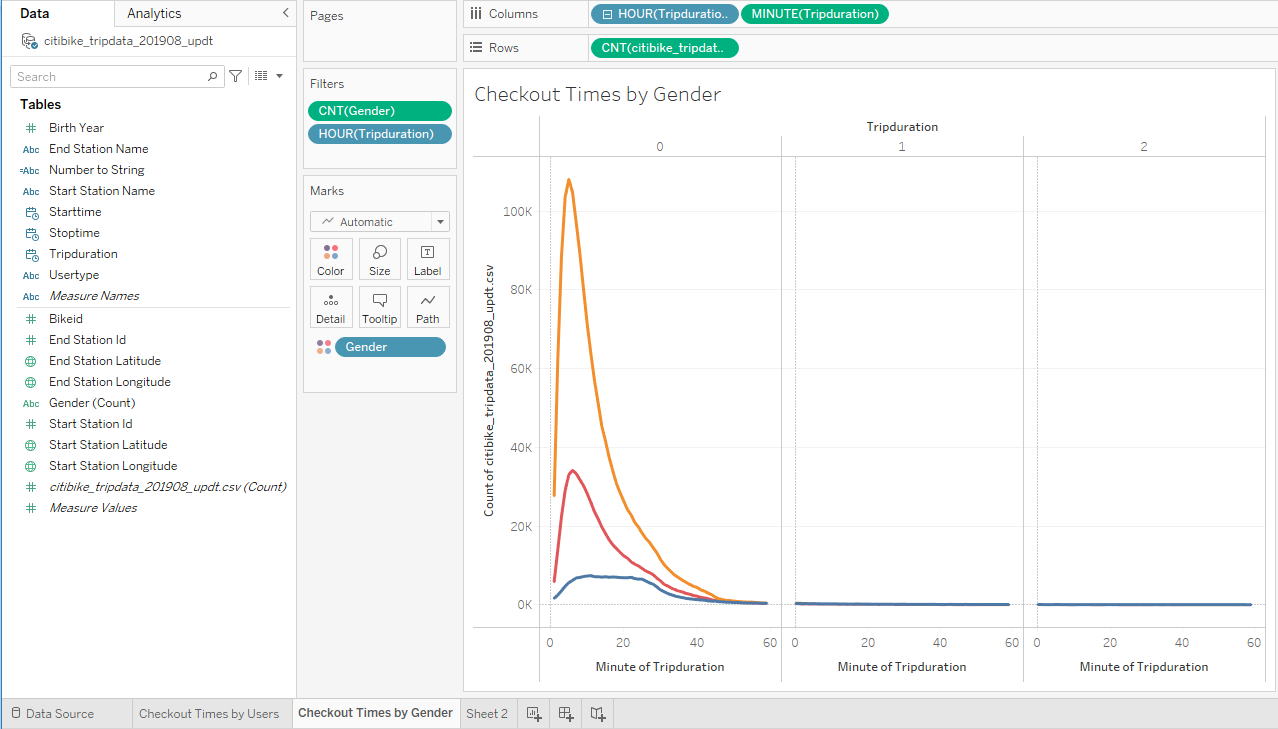 Data
Analytics
citibike_tripdata_201908_updt
Search
Tables
Birth Year
Abc End Station Name
=Abc Number to String
Abc Start Station Name
Starttime
Stoptime
Tripduration
Abc Usertype
Abc Measure Names
Bikeid
End Station Id
End Station Latitude
End Station Longitude
Abc Gender (Count)
Start Station Id
Start Station Latitude
Start Station Longitude
citibike_tripdata_201908_updt.csv (Count)
Measure Values
Pages
Filters
CNT(Gender)
HOUR(Tripduration)
Marks
Automatic
Color Size Label
Detail Tooltip Path
Gender
Columns
HOUR(Tripduratio.. MINUTE(Tripduration)
Rows
CNT(citibike_tripdat..
Checkout Times by Gender
Tripduration
0 1 2
Count of citibike_tripdata_201908_updt.csv
100K
80K
60K
40K
20K
0K
0 20 40 60 0 20 40 60 0 20 40 60
Minute of Tripduration Minute of Tripduration Minute of Tripduration
Data Source Checkout Times by Users Checkout Times by Gender Sheet 2